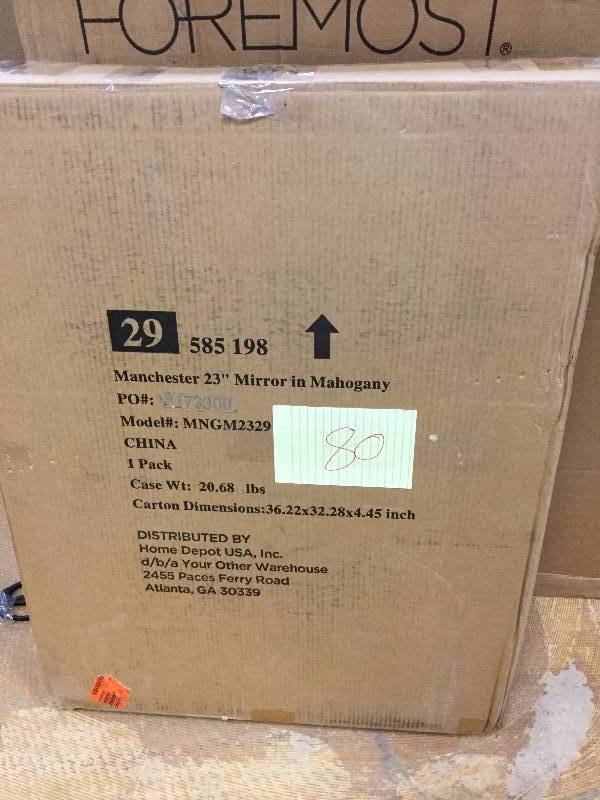 FOREMOST®
29 585 198
Manchester 23" Mirror in Mahogany
PO#:
Model#: MNGM2329
80
CHINA
1 Pack
Case Wt: 20.68 lbs
Carton Dimensions:36.22x32.28x4.45 inch
DISTRIBUTED BY
Home Depot USA, Inc.
d/b/a Your Other Warehouse
2455 Paces Ferry Road
Atlanta, GA 30339